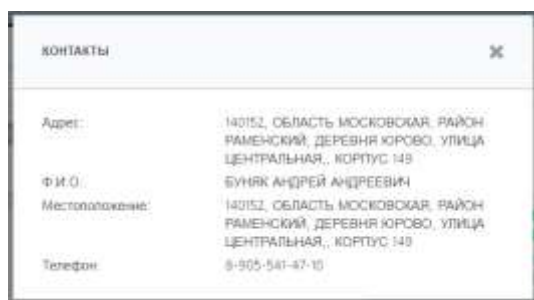 КОНТАКТЫ
Адрес: 140152, ОБЛАСТЬ МОСКОВСКАЯ, РАЙОН
РАМЕНСКИЙ, ДЕРЕВНЯ ЮРОВО, УЛИЦА
ЦЕНТРАЛЬНАЯ,, КОРПУС 149
Ф.И.О.: БУНЯК АНДРЕЙ АНДРЕЕВИЧ
Местоположение: 140152, ОБЛАСТЬ МОСКОВСКАЯ, РАЙОН
РАМЕНСКИЙ, ДЕРЕВНЯ ЮРОВО, УЛИЦА
ЦЕНТРАЛЬНАЯ,, КОРПУС 149
Телефон: 8-905-541-47-10